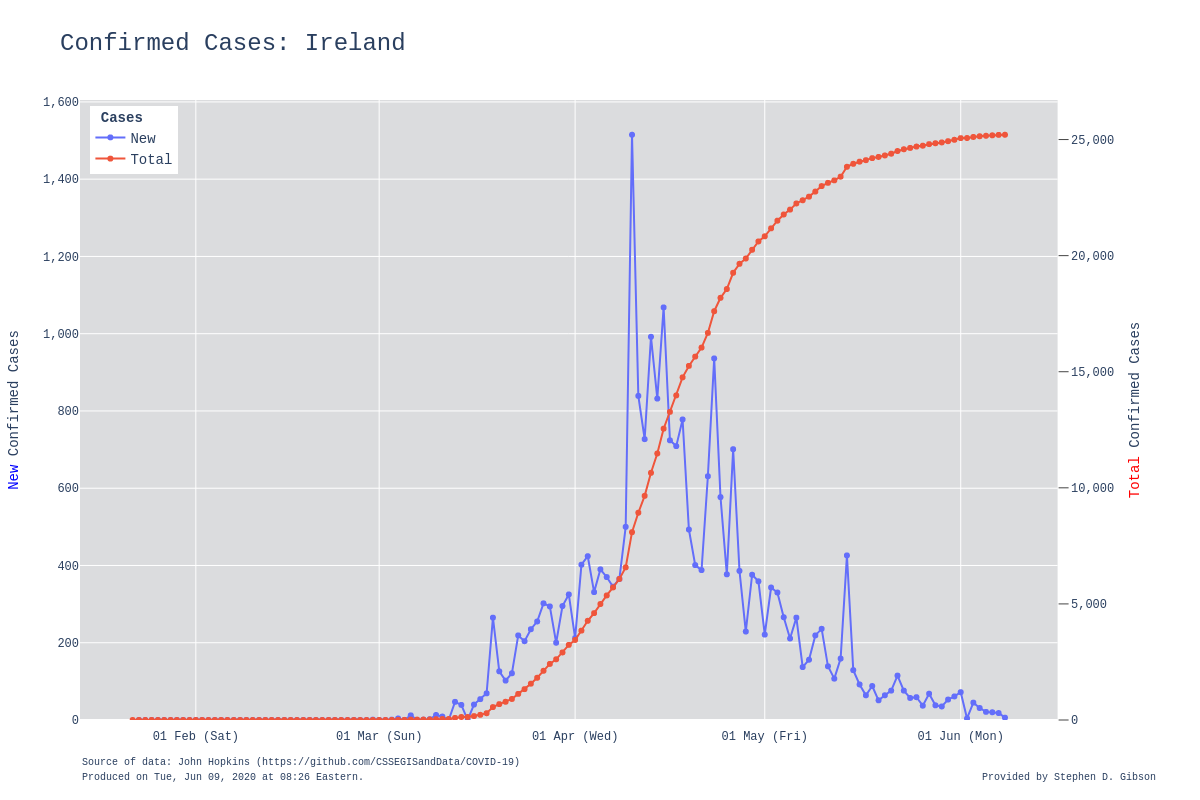 Confirmed Cases: Ireland
Cases
New
Total
1,600
1,400
1,200
1,000
800
600
400
200
0
New Confirmed Cases
25,000
20,000
15,000
10,000
5,000
0
Total Confirmed Cases
01 Feb (Sat) 01 Mar (Sun) 01 Apr (Wed) 01 May (Fri) 01 Jun (Mon)
Source of data: John Hopkins (https://github.com/CSSEGISandData/COVID-19)
Produced on Tue, Jun 09, 2020 at 08:26 Eastern.
Provided by Stephen D. Gibson